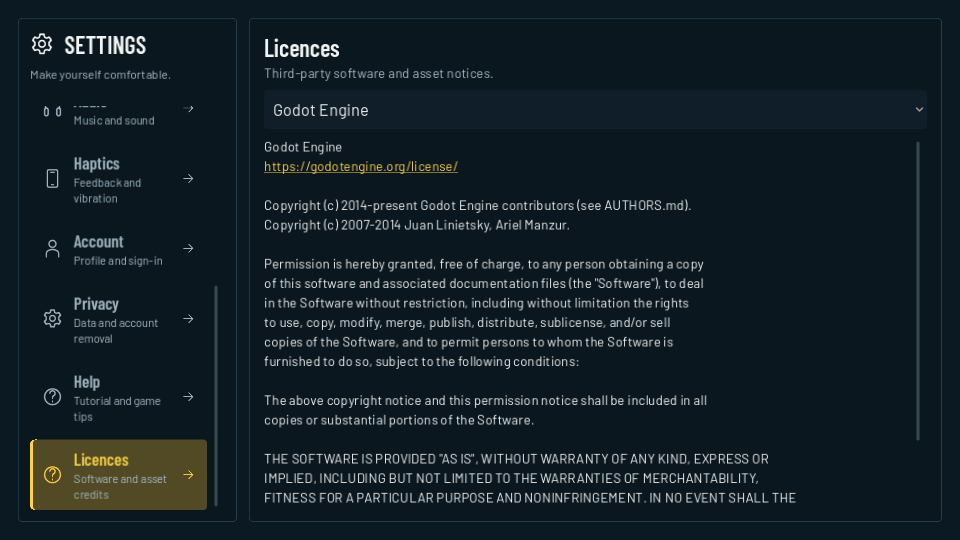 SETTINGS
Make yourself comfortable.
Music and sound
Haptics
Feedback and
vibration
Account
Profile and sign-in
Privacy
Data and account
removal
Help
Tutorial and game
tips
Licences
Software and asset
credits
Licences
Third-party software and asset notices.
Godot Engine
Godot Engine
https://godotengine.org/license/
Copyright (c) 2014-present Godot Engine contributors (see AUTHORS.md).
Copyright (c) 2007-2014 Juan Linietsky, Ariel Manzur.
Permission is hereby granted, free of charge, to any person obtaining a copy
of this software and associated documentation files (the "Software"), to deal
in the Software without restriction, including without limitation the rights
to use, copy, modify, merge, publish, distribute, sublicense, and/or sell
copies of the Software, and to permit persons to whom the Software is
furnished to do so, subject to the following conditions:
The above copyright notice and this permission notice shall be included in all
copies or substantial portions of the Software.
THE SOFTWARE IS PROVIDED "AS IS", WITHOUT WARRANTY OF ANY KIND, EXPRESS OR
IMPLIED, INCLUDING BUT NOT LIMITED TO THE WARRANTIES OF MERCHANTABILITY,
FITNESS FOR A PARTICULAR PURPOSE AND NONINFRINGEMENT. IN NO EVENT SHALL THE